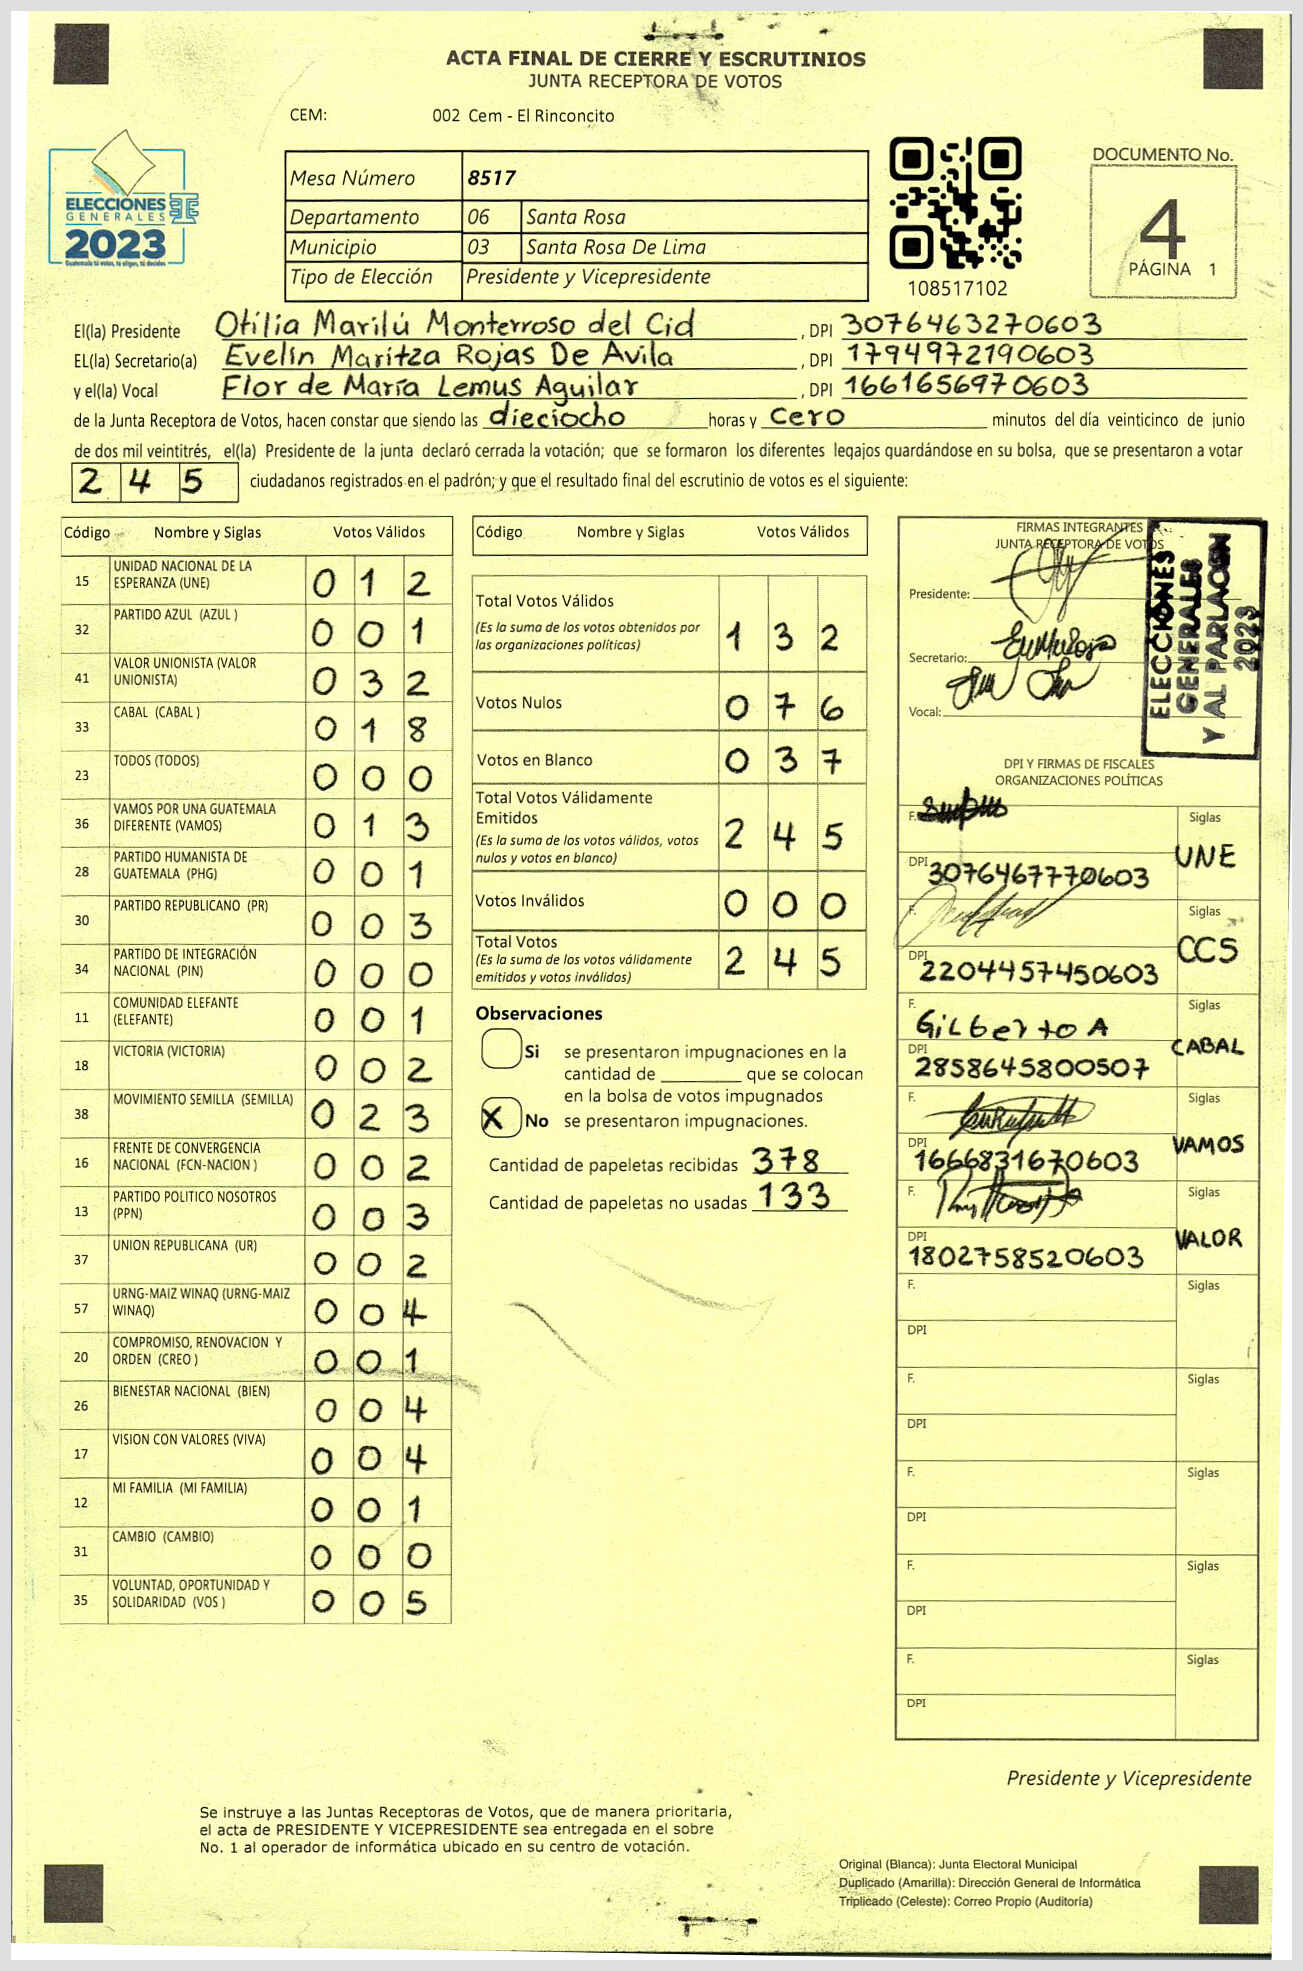 ACTA FINAL DE CIERRE Y ESCRUTINIOS
JUNTA RECEPTORA DE VOTOS
CEM: 002 Cem - El Rinconcito
ELECCIONES
GENERALES
2023
Guatemala tú votas, tú eliges, tú decides
Mesa Número 8517
Departamento 06 Santa Rosa
Municipio 03 Santa Rosa De Lima
Tipo de Elección Presidente y Vicepresidente
108517102
DOCUMENTO No.
4
PÁGINA 1
El(la) Presidente Otilia Marilú Monterroso del Cid , DPI 3076463270603
EL(la) Secretario(a) Evelin Maritza Rojas De Avila , DPI 1794972190603
y el(la) Vocal Flor de María Lemus Aguilar , DPI 1661656970603
de la Junta Receptora de Votos, hacen constar que siendo las dieciocho horas y cero minutos del día veinticinco de junio
de dos mil veintitrés, el(la) Presidente de la junta declaró cerrada la votación; que se formaron los diferentes legajos guardándose en su bolsa, que se presentaron a votar
2 4 5 ciudadanos registrados en el padrón; y que el resultado final del escrutinio de votos es el siguiente:
Código Nombre y Siglas Votos Válidos
15 UNIDAD NACIONAL DE LA ESPERANZA (UNE) 0 1 2
32 PARTIDO AZUL (AZUL ) 0 0 1
41 VALOR UNIONISTA (VALOR UNIONISTA) 0 3 2
33 CABAL (CABAL ) 0 1 8
23 TODOS (TODOS) 0 0 0
36 VAMOS POR UNA GUATEMALA DIFERENTE (VAMOS) 0 1 3
28 PARTIDO HUMANISTA DE GUATEMALA (PHG) 0 0 1
30 PARTIDO REPUBLICANO (PR) 0 0 3
34 PARTIDO DE INTEGRACIÓN NACIONAL (PIN) 0 0 0
11 COMUNIDAD ELEFANTE (ELEFANTE) 0 0 1
18 VICTORIA (VICTORIA) 0 0 2
38 MOVIMIENTO SEMILLA (SEMILLA) 0 2 3
16 FRENTE DE CONVERGENCIA NACIONAL (FCN-NACION ) 0 0 2
13 PARTIDO POLITICO NOSOTROS (PPN) 0 0 3
37 UNION REPUBLICANA (UR) 0 0 2
57 URNG-MAIZ WINAQ (URNG-MAIZ WINAQ) 0 0 4
20 COMPROMISO, RENOVACION Y ORDEN (CREO ) 0 0 1
26 BIENESTAR NACIONAL (BIEN) 0 0 4
17 VISION CON VALORES (VIVA) 0 0 4
12 MI FAMILIA (MI FAMILIA) 0 0 1
31 CAMBIO (CAMBIO) 0 0 0
35 VOLUNTAD, OPORTUNIDAD Y SOLIDARIDAD (VOS ) 0 0 5
Código Nombre y Siglas Votos Válidos
Total Votos Válidos
(Es la suma de los votos obtenidos por
las organizaciones políticas) 1 3 2
Votos Nulos 0 7 6
Votos en Blanco 0 3 7
Total Votos Válidamente
Emitidos
(Es la suma de los votos válidos, votos
nulos y votos en blanco) 2 4 5
Votos Inválidos 0 0 0
Total Votos
(Es la suma de los votos válidamente
emitidos y votos inválidos) 2 4 5
Observaciones
Si se presentaron impugnaciones en la
cantidad de ________ que se colocan
en la bolsa de votos impugnados
X No se presentaron impugnaciones.
Cantidad de papeletas recibidas 378
Cantidad de papeletas no usadas 133
FIRMAS INTEGRANTES
JUNTA RECEPTORA DE VOTOS
Presidente:
Secretario:
Vocal:
ELECCIONES
GENERALES
Y AL PARLACEN
2023
DPI Y FIRMAS DE FISCALES
ORGANIZACIONES POLÍTICAS
F. Siglas
DPI 3076467770603 UNE
F. Siglas
DPI 2204457450603 CCS
F. Gilberto A Siglas
DPI 2858645800507 CABAL
F. Siglas
DPI 1666831670603 VAMOS
F. Siglas
DPI 1802758520603 VALOR
F. Siglas
DPI
F. Siglas
DPI
F. Siglas
DPI
F. Siglas
DPI
F. Siglas
DPI
Presidente y Vicepresidente
Se instruye a las Juntas Receptoras de Votos, que de manera prioritaria,
el acta de PRESIDENTE Y VICEPRESIDENTE sea entregada en el sobre
No. 1 al operador de informática ubicado en su centro de votación.
Original (Blanca): Junta Electoral Municipal
Duplicado (Amarilla): Dirección General de Informática
Triplicado (Celeste): Correo Propio (Auditoría)